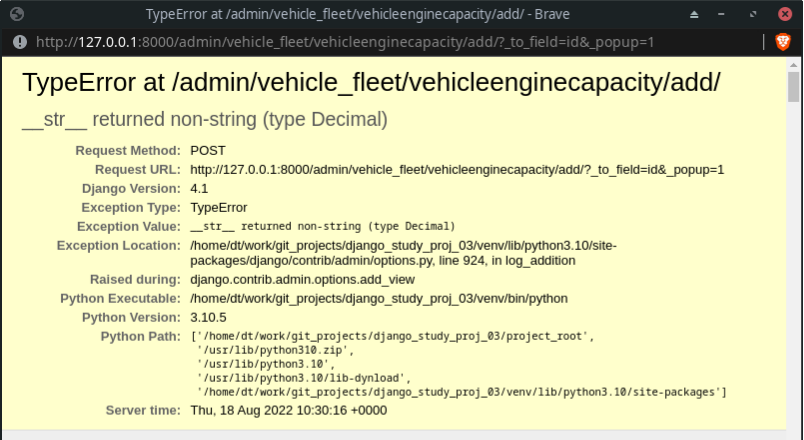 TypeError at /admin/vehicle_fleet/vehicleenginecapacity/add/ - Brave
http://127.0.0.1:8000/admin/vehicle_fleet/vehicleenginecapacity/add/?_to_field=id&_popup=1
TypeError at /admin/vehicle_fleet/vehicleenginecapacity/add/
__str__ returned non-string (type Decimal)
Request Method: POST
Request URL: http://127.0.0.1:8000/admin/vehicle_fleet/vehicleenginecapacity/add/?_to_field=id&_popup=1
Django Version: 4.1
Exception Type: TypeError
Exception Value: __str__ returned non-string (type Decimal)
Exception Location: /home/dt/work/git_projects/django_study_proj_03/venv/lib/python3.10/site-
packages/django/contrib/admin/options.py, line 924, in log_addition
Raised during: django.contrib.admin.options.add_view
Python Executable: /home/dt/work/git_projects/django_study_proj_03/venv/bin/python
Python Version: 3.10.5
Python Path: ['/home/dt/work/git_projects/django_study_proj_03/project_root',
'/usr/lib/python310.zip',
'/usr/lib/python3.10',
'/usr/lib/python3.10/lib-dynload',
'/home/dt/work/git_projects/django_study_proj_03/venv/lib/python3.10/site-packages']
Server time: Thu, 18 Aug 2022 10:30:16 +0000